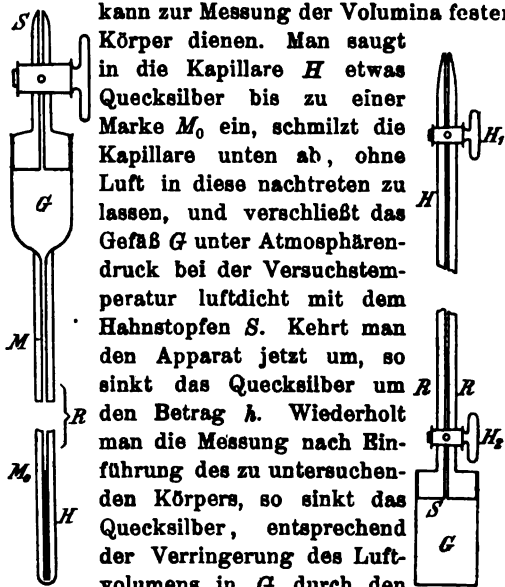 kann zur Messung der Volumina fester
Körper dienen. Man saugt
in die Kapillare H etwas
Quecksilber bis zu einer
Marke M₀ ein, schmilzt die
Kapillare unten ab, ohne
Luft in diese nachtreten zu
lassen, und verschließt das
Gefäß G unter Atmosphären-
druck bei der Versuchstem-
peratur luftdicht mit dem
Hahnstopfen S. Kehrt man
den Apparat jetzt um, so
sinkt das Quecksilber um
den Betrag h. Wiederholt
man die Messung nach Ein-
führung des zu untersuchen-
den Körpers, so sinkt das
Quecksilber, entsprechend
der Verringerung des Luft-
volumens in G durch den
S
G
M
R
M₀
H
H₁
H
R R
H₂
S
G